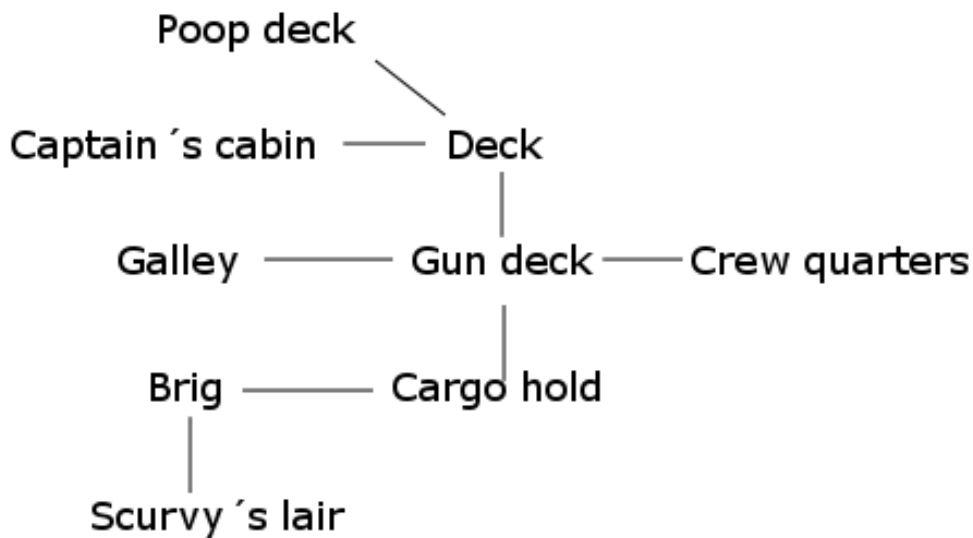 Poop deck
Captain ´s cabin
Deck
Galley
Gun deck
Crew quarters
Brig
Cargo hold
Scurvy ´s lair